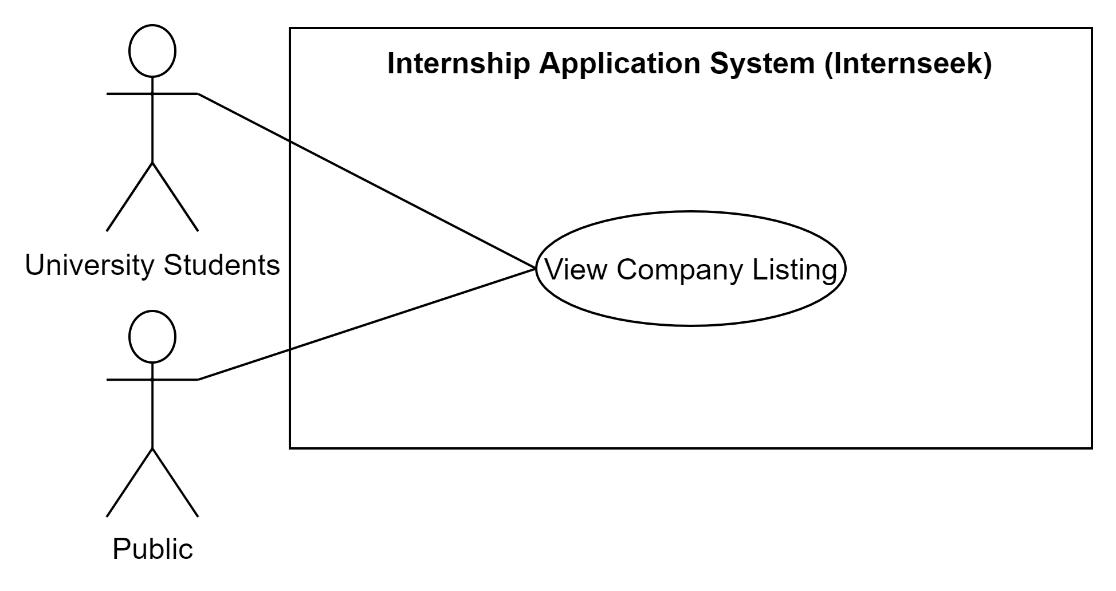 Internship Application System (Internseek)
University Students
View Company Listing
Public